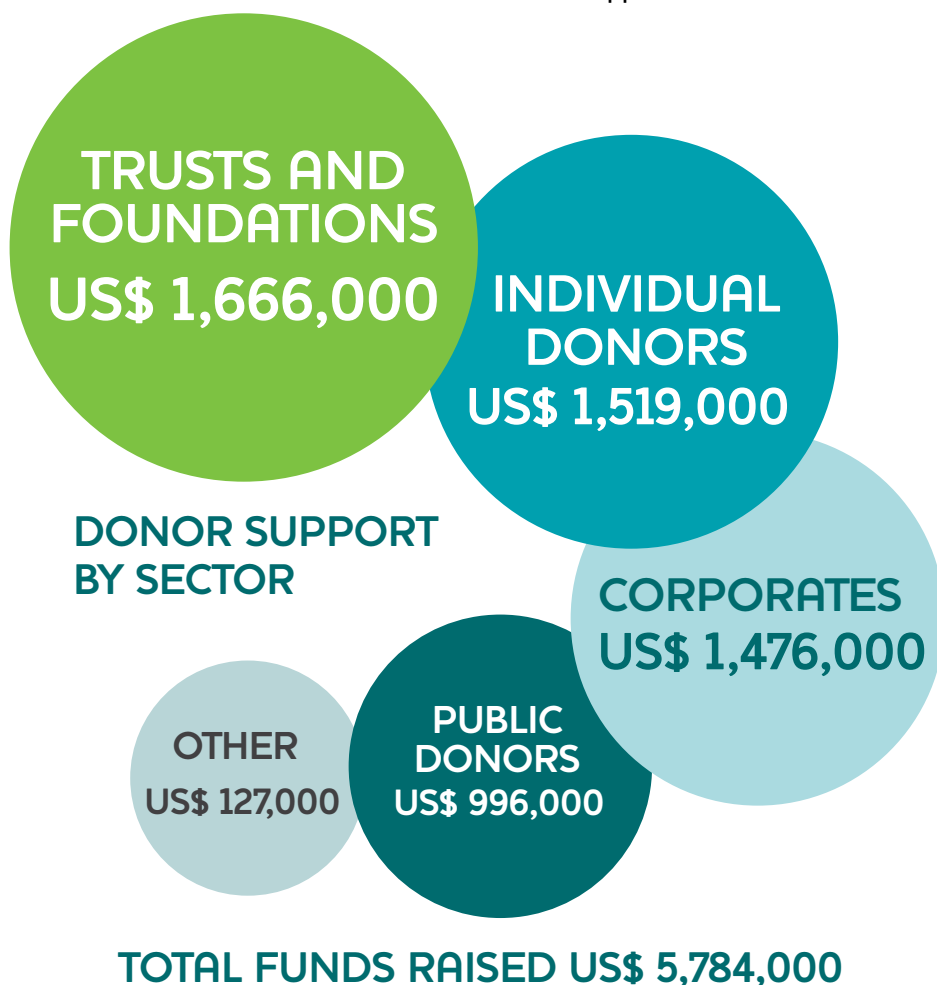 TRUSTS AND
FOUNDATIONS
US$ 1,666,000
INDIVIDUAL
DONORS
US$ 1,519,000
DONOR SUPPORT
BY SECTOR
CORPORATES
US$ 1,476,000
PUBLIC
DONORS
US$ 996,000
OTHER
US$ 127,000
TOTAL FUNDS RAISED US$ 5,784,000